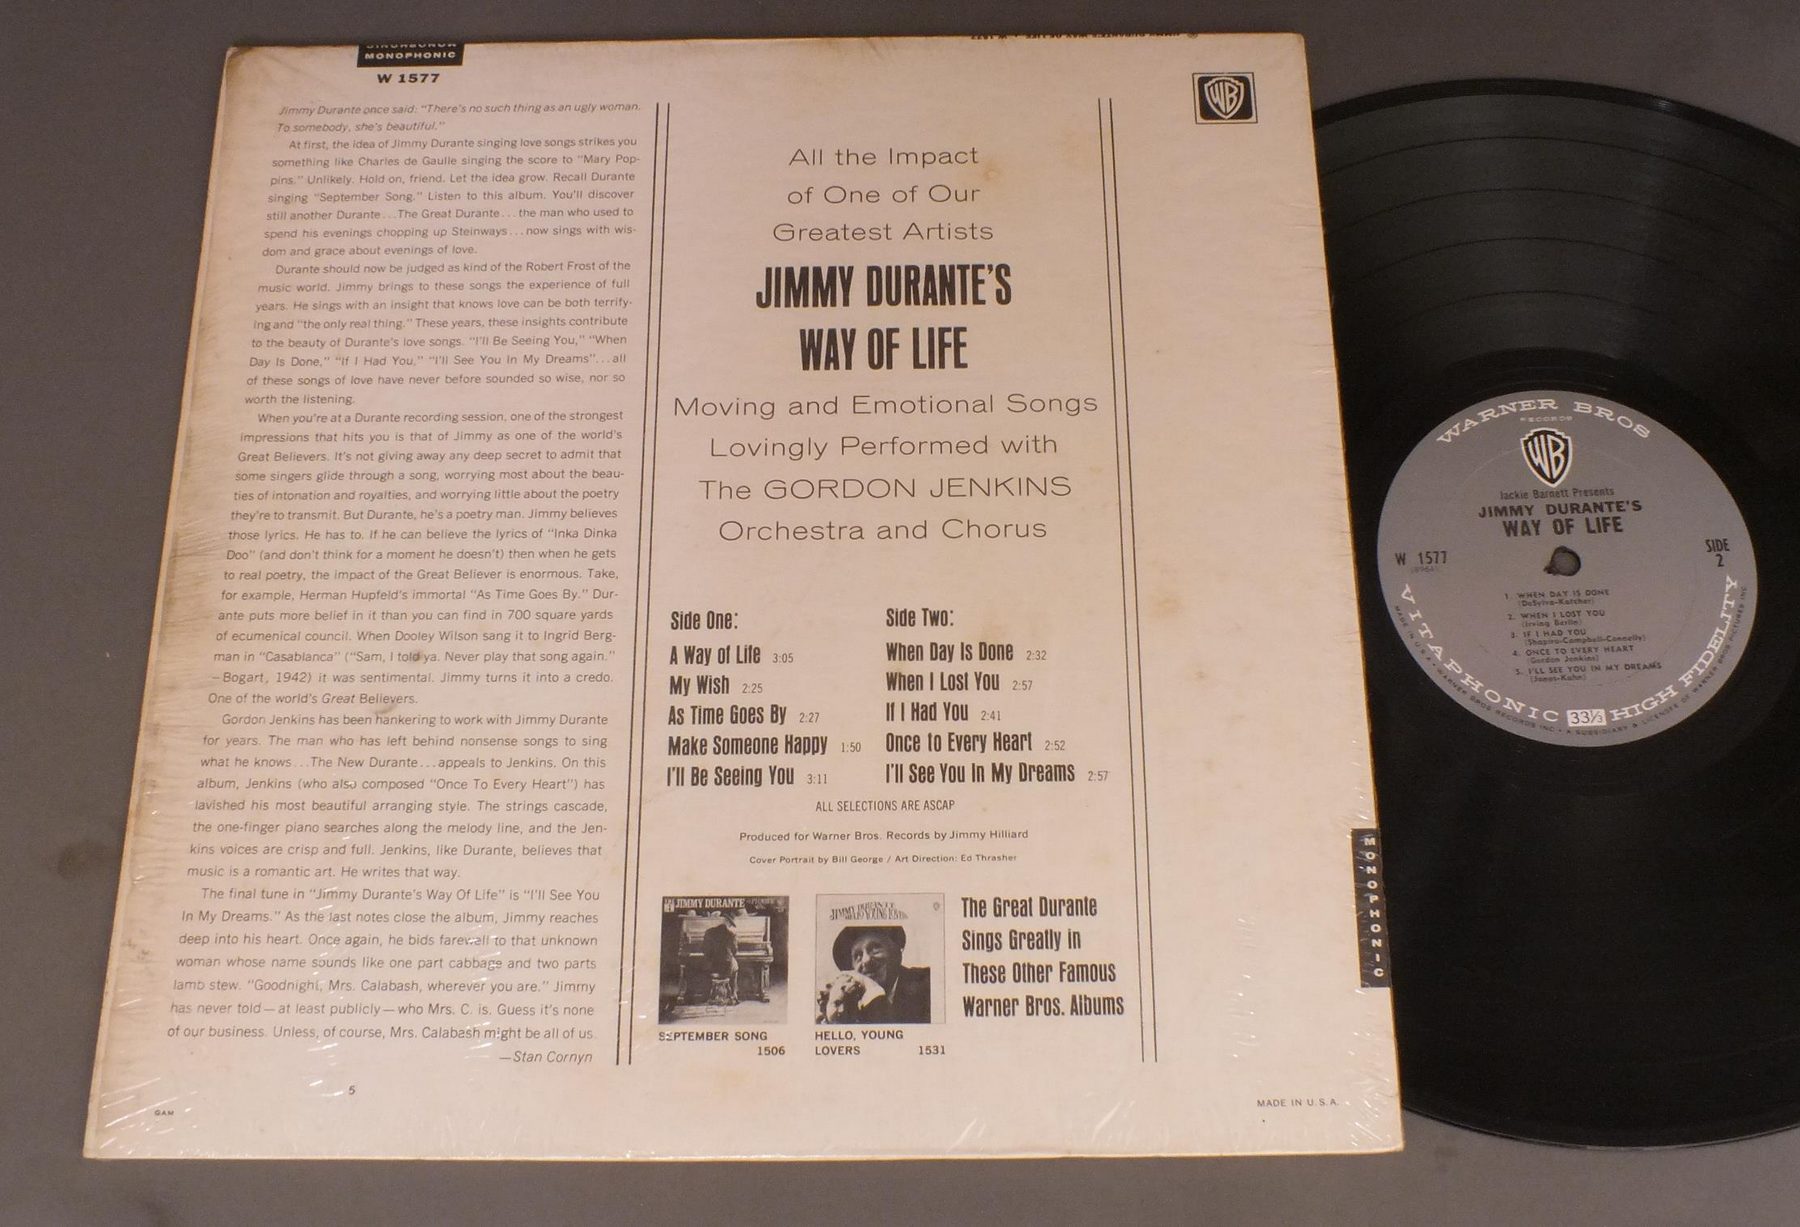 MONOPHONIC
W 1577
Jimmy Durante once said: "There's no such thing as an ugly woman.
To somebody, she's beautiful."
At first, the idea of Jimmy Durante singing love songs strikes you
something like Charles de Gaulle singing the score to "Mary Pop-
pins." Unlikely. Hold on, friend. Let the idea grow. Recall Durante
singing "September Song." Listen to this album. You'll discover
still another Durante...The Great Durante...the man who used to
spend his evenings chopping up Steinways...now sings with wis-
dom and grace about evenings of love.
Durante should now be judged as kind of the Robert Frost of the
music world. Jimmy brings to these songs the experience of full
years. He sings with an insight that knows love can be both terrify-
ing and "the only real thing." These years, these insights contribute
to the beauty of Durante's love songs. "I'll Be Seeing You," "When
Day Is Done," "If I Had You," "I'll See You In My Dreams"...all
of these songs of love have never before sounded so wise, nor so
worth the listening.
When you're at a Durante recording session, one of the strongest
impressions that hits you is that of Jimmy as one of the world's
Great Believers. It's not giving away any deep secret to admit that
some singers glide through a song, worrying most about the beau-
ties of intonation and royalties, and worrying little about the poetry
they're to transmit. But Durante, he's a poetry man. Jimmy believes
those lyrics. He has to. If he can believe the lyrics of "Inka Dinka
Doo" (and don't think for a moment he doesn't) then when he gets
to real poetry, the impact of the Great Believer is enormous. Take,
for example, Herman Hupfeld's immortal "As Time Goes By." Dur-
ante puts more belief in it than you can find in 700 square yards
of ecumenical council. When Dooley Wilson sang it to Ingrid Berg-
man in "Casablanca" ("Sam, I told ya. Never play that song again."
—Bogart, 1942) it was sentimental. Jimmy turns it into a credo.
One of the world's Great Believers.
Gordon Jenkins has been hankering to work with Jimmy Durante
for years. The man who has left behind nonsense songs to sing
what he knows...The New Durante...appeals to Jenkins. On this
album, Jenkins (who also composed "Once To Every Heart") has
lavished his most beautiful arranging style. The strings cascade,
the one-finger piano searches along the melody line, and the Jen-
kins voices are crisp and full. Jenkins, like Durante, believes that
music is a romantic art. He writes that way.
The final tune in "Jimmy Durante's Way Of Life" is "I'll See You
In My Dreams." As the last notes close the album, Jimmy reaches
deep into his heart. Once again, he bids farewell to that unknown
woman whose name sounds like one part cabbage and two parts
lamb stew. "Goodnight, Mrs. Calabash, wherever you are." Jimmy
has never told—at least publicly—who Mrs. C. is. Guess it's none
of our business. Unless, of course, Mrs. Calabash might be all of us.
—Stan Cornyn
5
GAM
WB
All the Impact
of One of Our
Greatest Artists
JIMMY DURANTE'S
WAY OF LIFE
Moving and Emotional Songs
Lovingly Performed with
The GORDON JENKINS
Orchestra and Chorus
Side One:
A Way of Life 3:05
My Wish 2:25
As Time Goes By 2:27
Make Someone Happy 1:50
I'll Be Seeing You 3:11
Side Two:
When Day Is Done 2:32
When I Lost You 2:57
If I Had You 2:41
Once to Every Heart 2:52
I'll See You In My Dreams 2:57
ALL SELECTIONS ARE ASCAP
Produced for Warner Bros. Records by Jimmy Hilliard
Cover Portrait by Bill George / Art Direction: Ed Thrasher
JIMMY DURANTE
SEPTEMBER SONG
1506
JIMMY DURANTE
HELLO YOUNG LOVERS
HELLO, YOUNG
LOVERS 1531
The Great Durante
Sings Greatly in
These Other Famous
Warner Bros. Albums
MADE IN U.S.A.
MONOPHONIC
WARNER BROS
RECORDS
WB
Jackie Barnett Presents
JIMMY DURANTE'S
WAY OF LIFE
W 1577
SIDE
2
1. WHEN DAY IS DONE
(DeSylva-Katcher)
2. WHEN I LOST YOU
(Irving Berlin)
3. IF I HAD YOU
(Shapiro-Campbell-Connelly)
4. ONCE TO EVERY HEART
(Gordon Jenkins)
5. I'LL SEE YOU IN MY DREAMS
(Jones-Kahn)
VITAPHONIC 33⅓ HIGH FIDELITY
MADE IN U.S.A. • WARNER BROS. RECORDS INC. • A SUBSIDIARY & LICENSEE OF WARNER BROS. PICTURES INC.